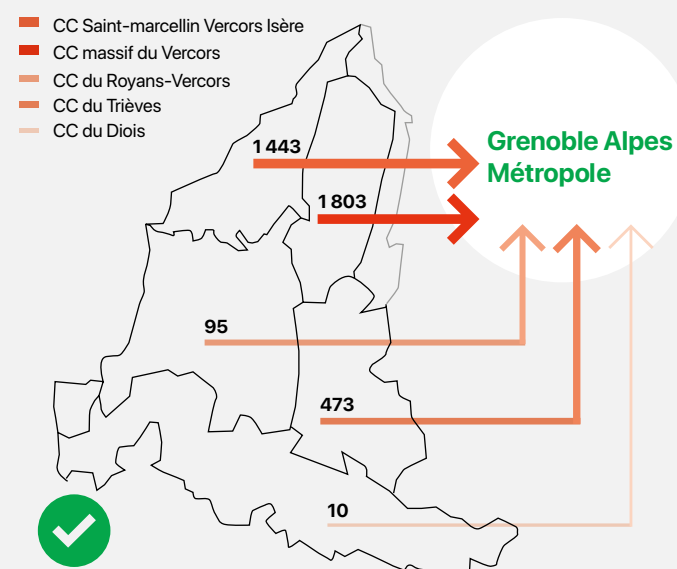 CC Saint-marcellin Vercors Isère
CC massif du Vercors
CC du Royans-Vercors
CC du Trièves
CC du Diois
1 443
Grenoble Alpes
Métropole
1 803
95
473
10